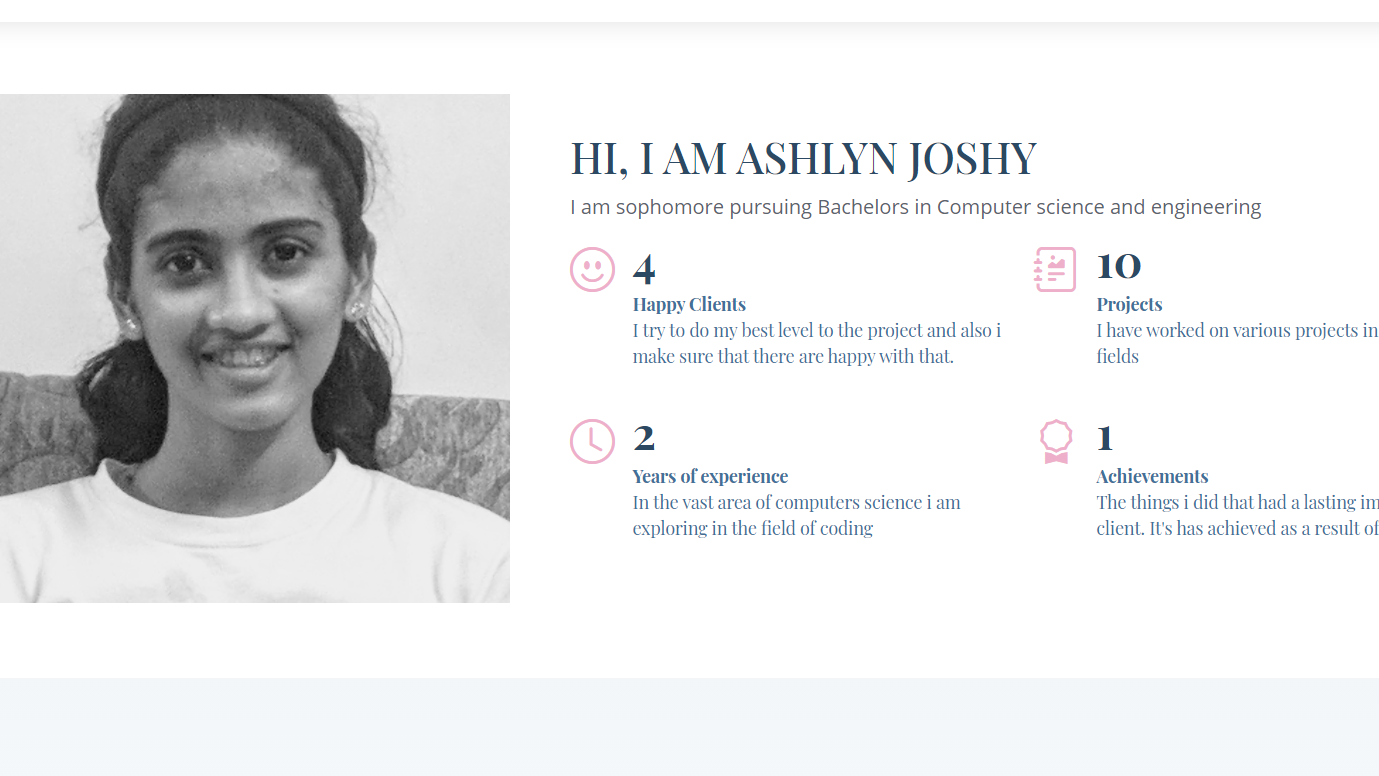 HI, I AM ASHLYN JOSHY
I am sophomore pursuing Bachelors in Computer science and engineering
4
Happy Clients
I try to do my best level to the project and also i
make sure that there are happy with that.
10
Projects
I have worked on various projects in
fields
2
Years of experience
In the vast area of computers science i am
exploring in the field of coding
1
Achievements
The things i did that had a lasting im
client. It's has achieved as a result of